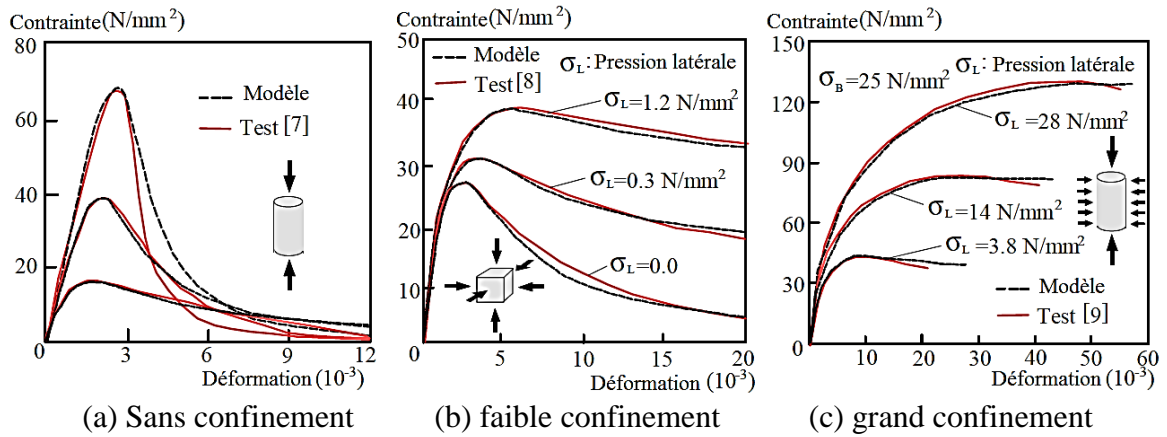 Contrainte(N/mm²)
60
40
20
0
3
6
9
12
Déformation (10⁻³)
Modèle
Test [7]
(a) Sans confinement
Contrainte(N/mm²)
50
40
30
20
10
0
5
10
15
20
Déformation (10⁻³)
Modèle
Test [8]
σL: Pression latérale
σL=1.2 N/mm²
σL=0.3 N/mm²
σL=0.0
(b) faible confinement
Contrainte(N/mm²)
150
120
90
60
30
0
10
20
30
40
50
60
Déformation (10⁻³)
σL: Pression latérale
σB=25 N/mm²
σL=28 N/mm²
σL=14 N/mm²
σL=3.8 N/mm²
Modèle
Test [9]
(c) grand confinement